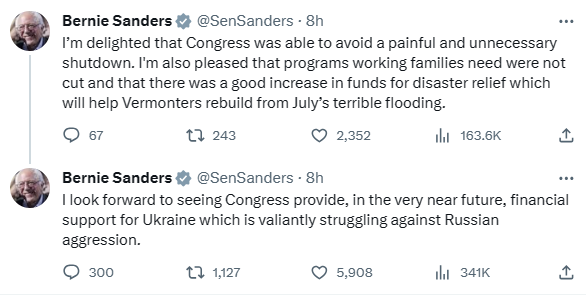 Bernie Sanders @SenSanders · 8h
I’m delighted that Congress was able to avoid a painful and unnecessary
shutdown. I'm also pleased that programs working families need were not
cut and that there was a good increase in funds for disaster relief which
will help Vermonters rebuild from July’s terrible flooding.
67 243 2,352 163.6K
Bernie Sanders @SenSanders · 8h
I look forward to seeing Congress provide, in the very near future, financial
support for Ukraine which is valiantly struggling against Russian
aggression.
300 1,127 5,908 341K